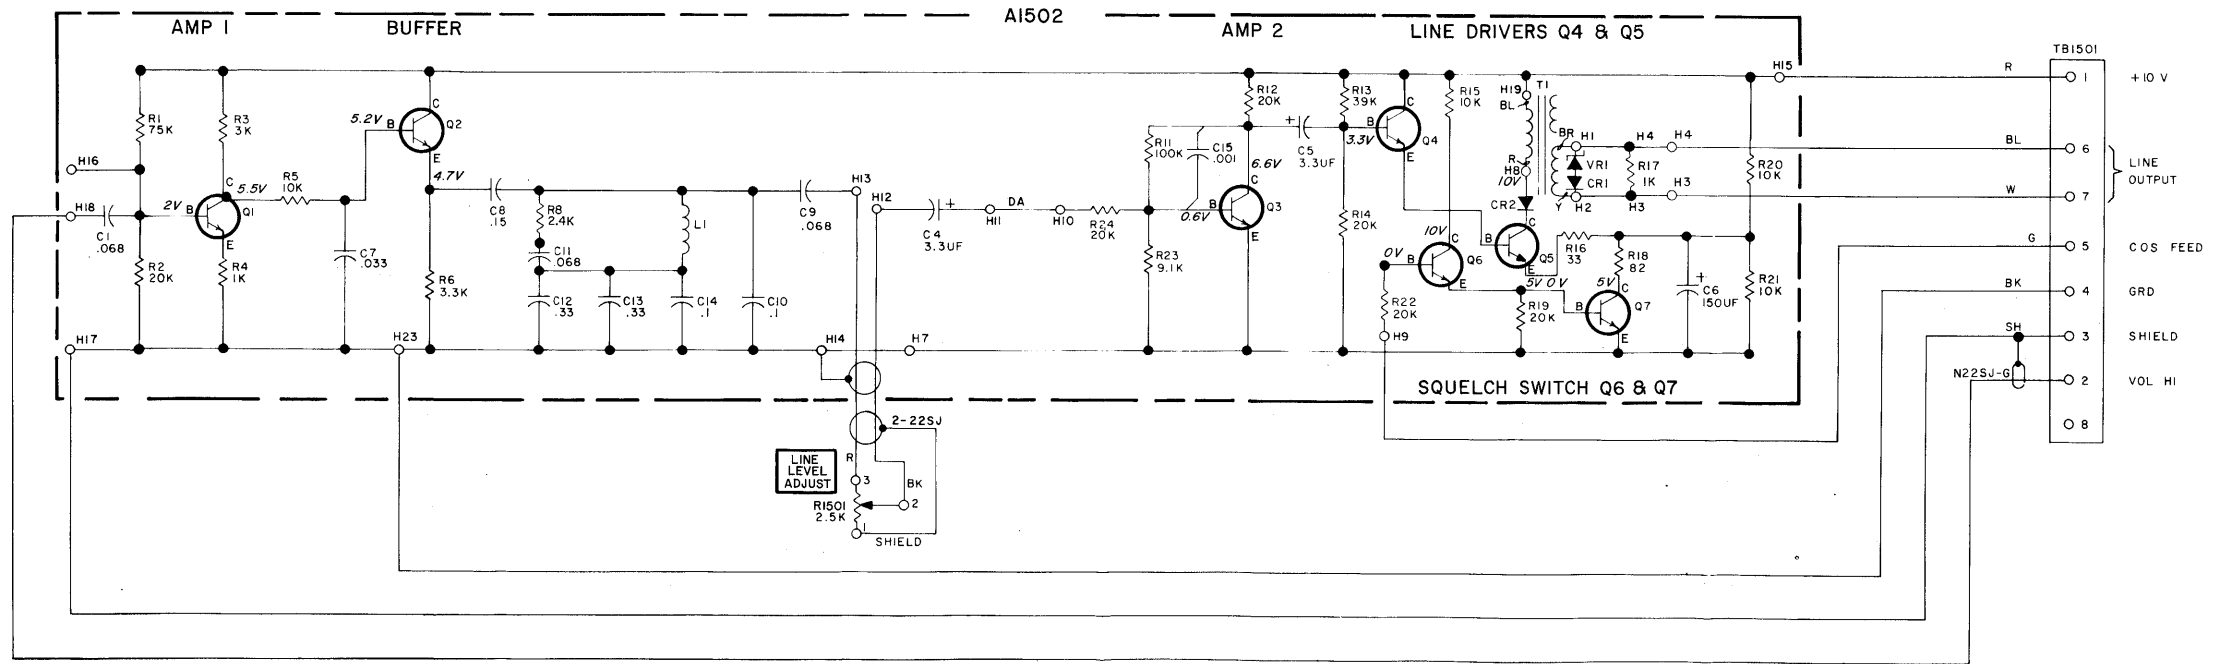 A1502
AMP 1
BUFFER
AMP 2
LINE DRIVERS Q4 & Q5
H16
H18
C1
.068
R1
75K
R2
20K
2V
B
C
E
Q1
R3
3K
R4
1K
5.5V
R5
10K
C7
.033
5.2V
B
C
E
Q2
4.7V
R6
3.3K
C8
.15
R8
2.4K
C11
.068
C12
.33
C13
.33
L1
C14
.1
C10
.1
C9
.068
H13
H12
C4
3.3UF
+
H11
DA
H10
R24
20K
R11
100K
C15
.001
R23
9.1K
R12
20K
6.6V
0.6V
B
C
E
Q3
+
C5
3.3UF
R13
39K
R14
20K
3.3V
B
C
E
Q4
R15
10K
10V
0V
B
C
E
Q6
R22
20K
H9
H19
BL
T1
R
H8
10V
CR2
B
C
E
Q5
5V
0V
BR
H1
H4
H4
VR1
CR1
R17
1K
Y
H2
H3
H3
R16
33
R18
82
R19
20K
5V
B
C
E
Q7
+
C6
150UF
R20
10K
R21
10K
H15
H17
H23
H14
H7
SQUELCH SWITCH Q6 & Q7
2-22SJ
LINE
LEVEL
ADJUST
R
BK
3
R1501
2.5K
2
1
SHIELD
TB1501
R
1
+10 V
BL
6
W
7
LINE
OUTPUT
G
5
COS FEED
BK
4
GRD
SH
3
SHIELD
N22SJ-G
2
VOL HI
8